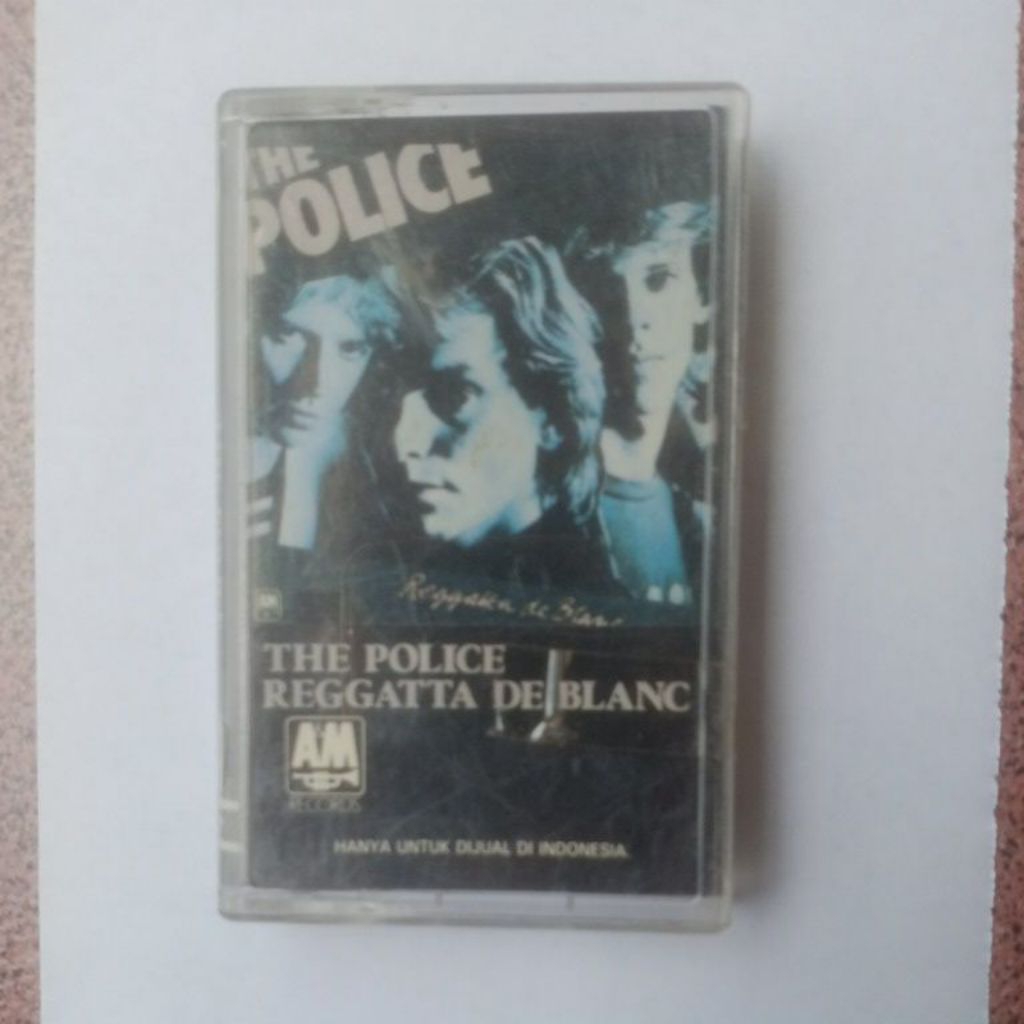 THE
POLICE
Reggatta de Blanc
THE POLICE
REGGATTA DE BLANC
A&M
RECORDS
HANYA UNTUK DIJUAL DI INDONESIA